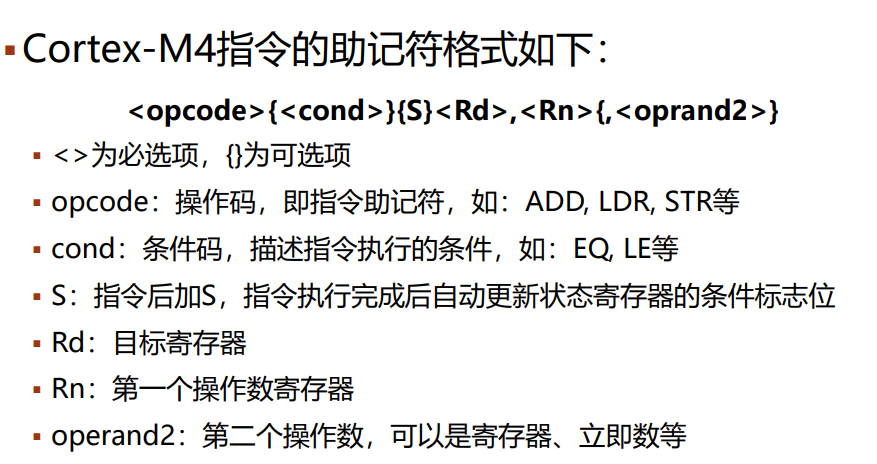 Cortex-M4指令的助记符格式如下：
<opcode>{<cond>}{S}<Rd>,<Rn>{,<oprand2>}
<>为必选项，{}为可选项
opcode：操作码，即指令助记符，如：ADD, LDR, STR等
cond：条件码，描述指令执行的条件，如：EQ, LE等
S：指令后加S，指令执行完成后自动更新状态寄存器的条件标志位
Rd：目标寄存器
Rn：第一个操作数寄存器
operand2：第二个操作数，可以是寄存器、立即数等